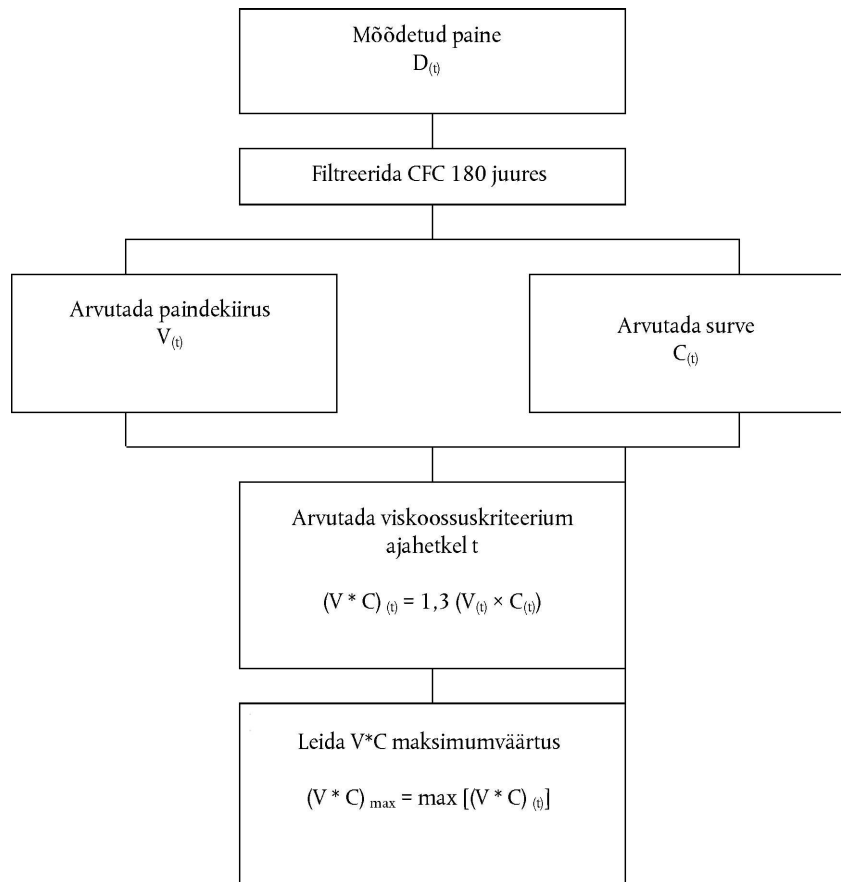 Mõõdetud paine
D(t)
Filtreerida CFC 180 juures
Arvutada paindekiirus
V(t)
Arvutada surve
C(t)
Arvutada viskoossuskriteerium
ajahetkel t
(V * C) (t) = 1,3 (V(t) × C(t))
Leida V*C maksimumväärtus
(V * C) max = max [(V * C) (t)]